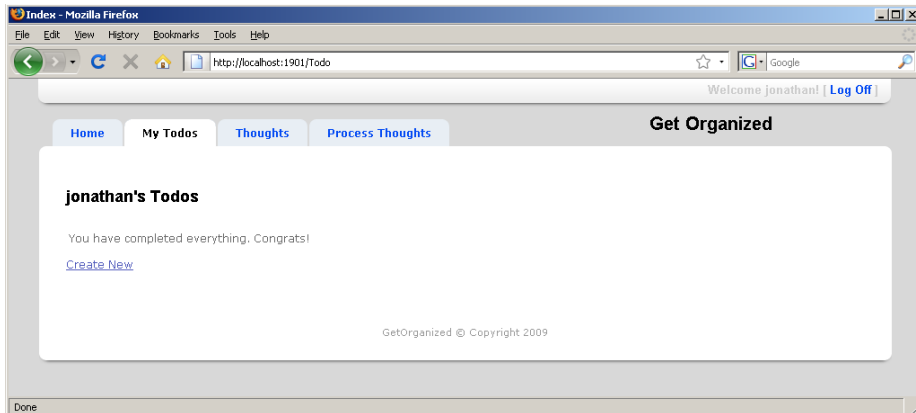 Index - Mozilla Firefox
File Edit View History Bookmarks Tools Help
http://localhost:1901/Todo
G Google
Welcome jonathan! [ Log Off ]
Home My Todos Thoughts Process Thoughts
Get Organized
jonathan's Todos
You have completed everything. Congrats!
Create New
GetOrganized © Copyright 2009
Done